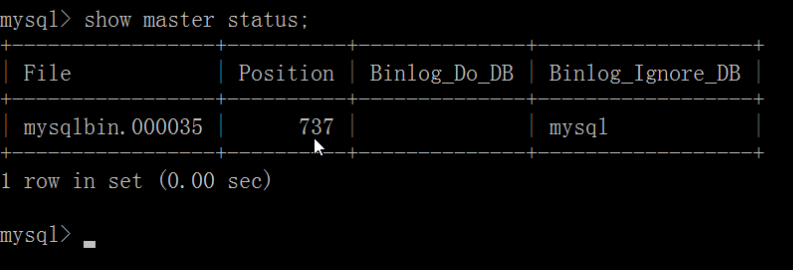 mysql> show master status;
+------------------+----------+--------------+------------------+
| File | Position | Binlog_Do_DB | Binlog_Ignore_DB |
+------------------+----------+--------------+------------------+
| mysqlbin.000035 | 737 | | mysql |
+------------------+----------+--------------+------------------+
1 row in set (0.00 sec)
mysql> _